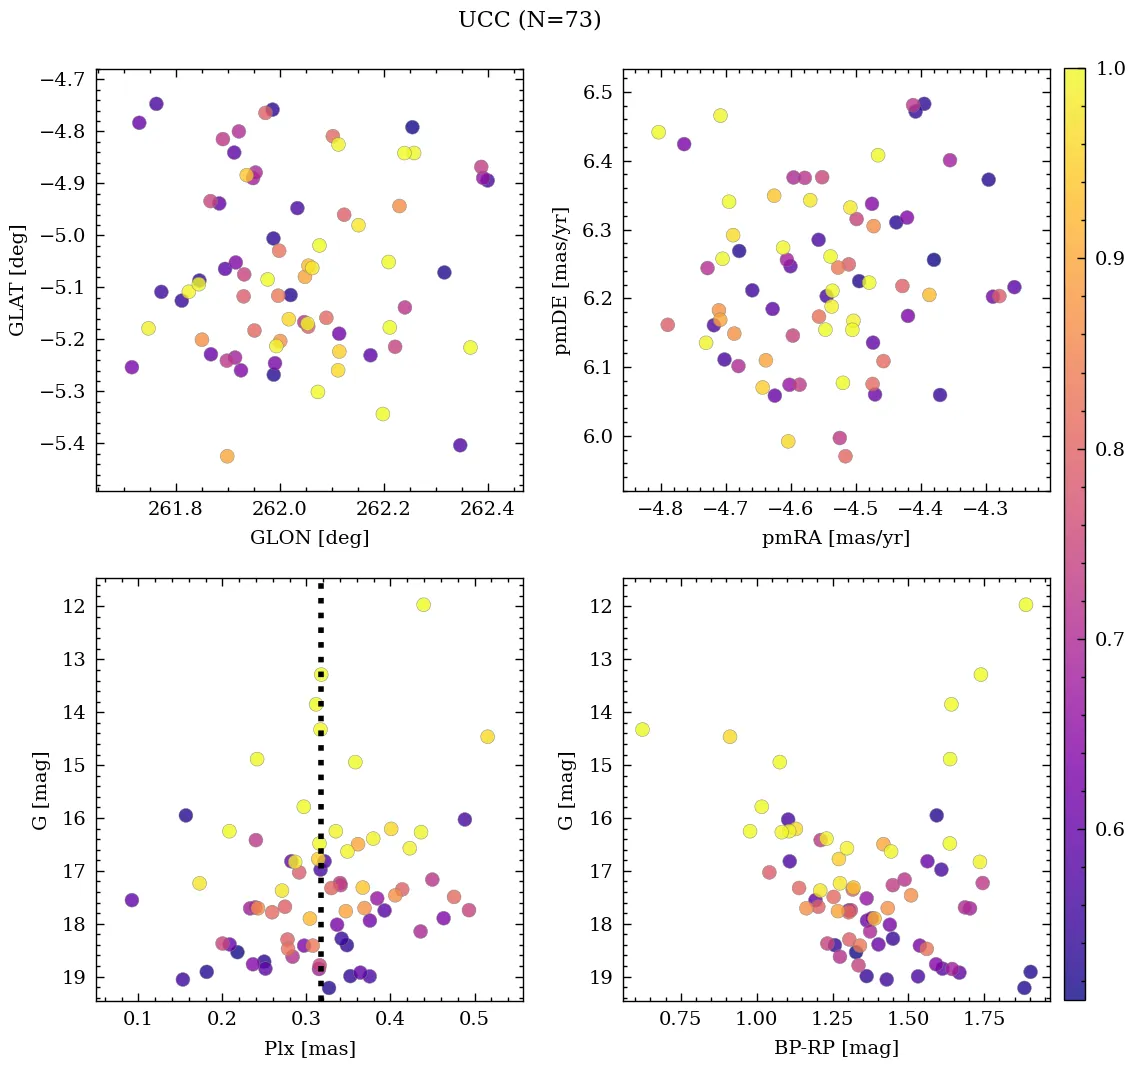 UCC (N=73)
−4.7
−4.8
−4.9
−5.0
−5.1
−5.2
−5.3
−5.4
GLAT [deg]
261.8 262.0 262.2 262.4
GLON [deg]
6.5
6.4
6.3
6.2
6.1
6.0
pmDE [mas/yr]
−4.8 −4.7 −4.6 −4.5 −4.4 −4.3
pmRA [mas/yr]
1.0
0.9
0.8
0.7
0.6
12
13
14
15
16
17
18
19
G [mag]
0.1 0.2 0.3 0.4 0.5
Plx [mas]
12
13
14
15
16
17
18
19
G [mag]
0.75 1.00 1.25 1.50 1.75
BP-RP [mag]